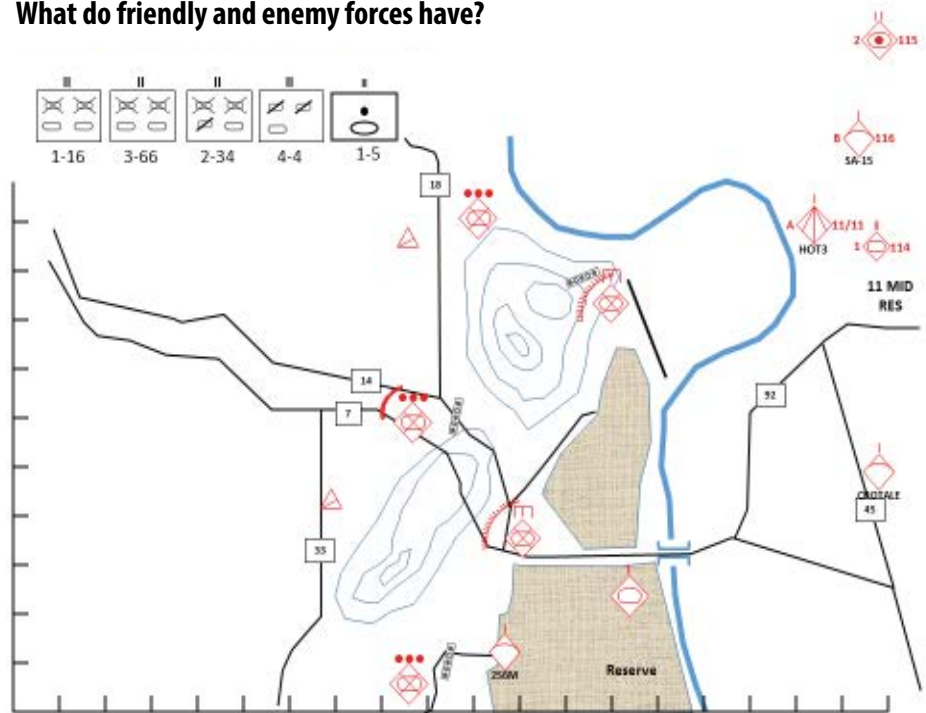 What do friendly and enemy forces have?
1-16
3-66
2-34
4-4
1-5
2 115
B 116
SA-15
A 11/11
HOT3
1 114
11 MID
RES
18
14
7
92
CROTALE
45
33
2S6M
Reserve